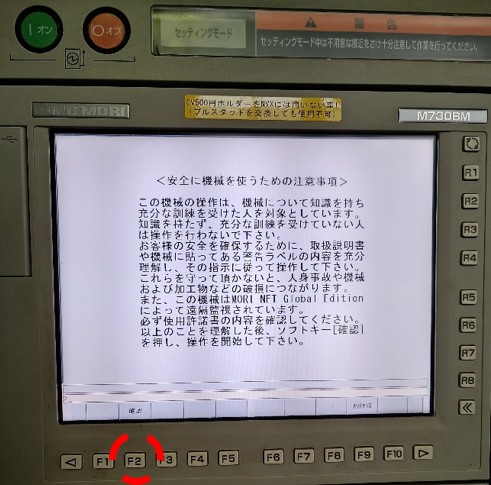 I オン
O オフ
セッティングモード
警 告
セッティングモード中は不用意な接近をさけ十分注意して作業を行ってください。
MORI
CV500用ホルダーをNVXには用いない事！
（プルスタッドを交換しても使用不可）
M730BM
＜安全に機械を使うための注意事項＞
この機械の操作は、機械について知識を持ち
充分な訓練を受けた人を対象としています。
知識を持たず、充分な訓練を受けていない人
は操作を行わないで下さい。
お客様の安全を確保するために、取扱説明書
や機械に貼ってある警告ラベルの内容を充分
理解し、その指示に従って操作して下さい。
これらを守って頂かないと、人身事故や機械
および加工物などの破損につながります。
また、この機械はMORI NET Global Edition
によって遠隔監視されています。
必ず使用許諾書の内容を確認してください。
以上のことを理解した後、ソフトキー[確認]
を押し、操作を開始して下さい。
確認
メンテナンス
R1
R2
R3
R4
R5
R6
R7
R8
F1
F2
F3
F4
F5
F6
F7
F8
F9
F10